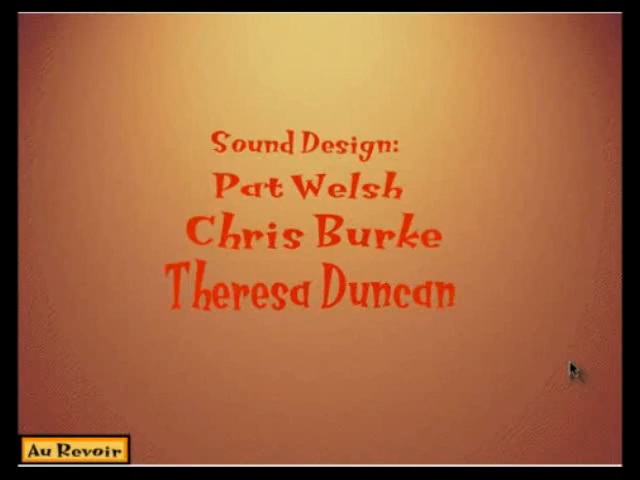 Sound Design:
Pat Welsh
Chris Burke
Theresa Duncan
Au Revoir